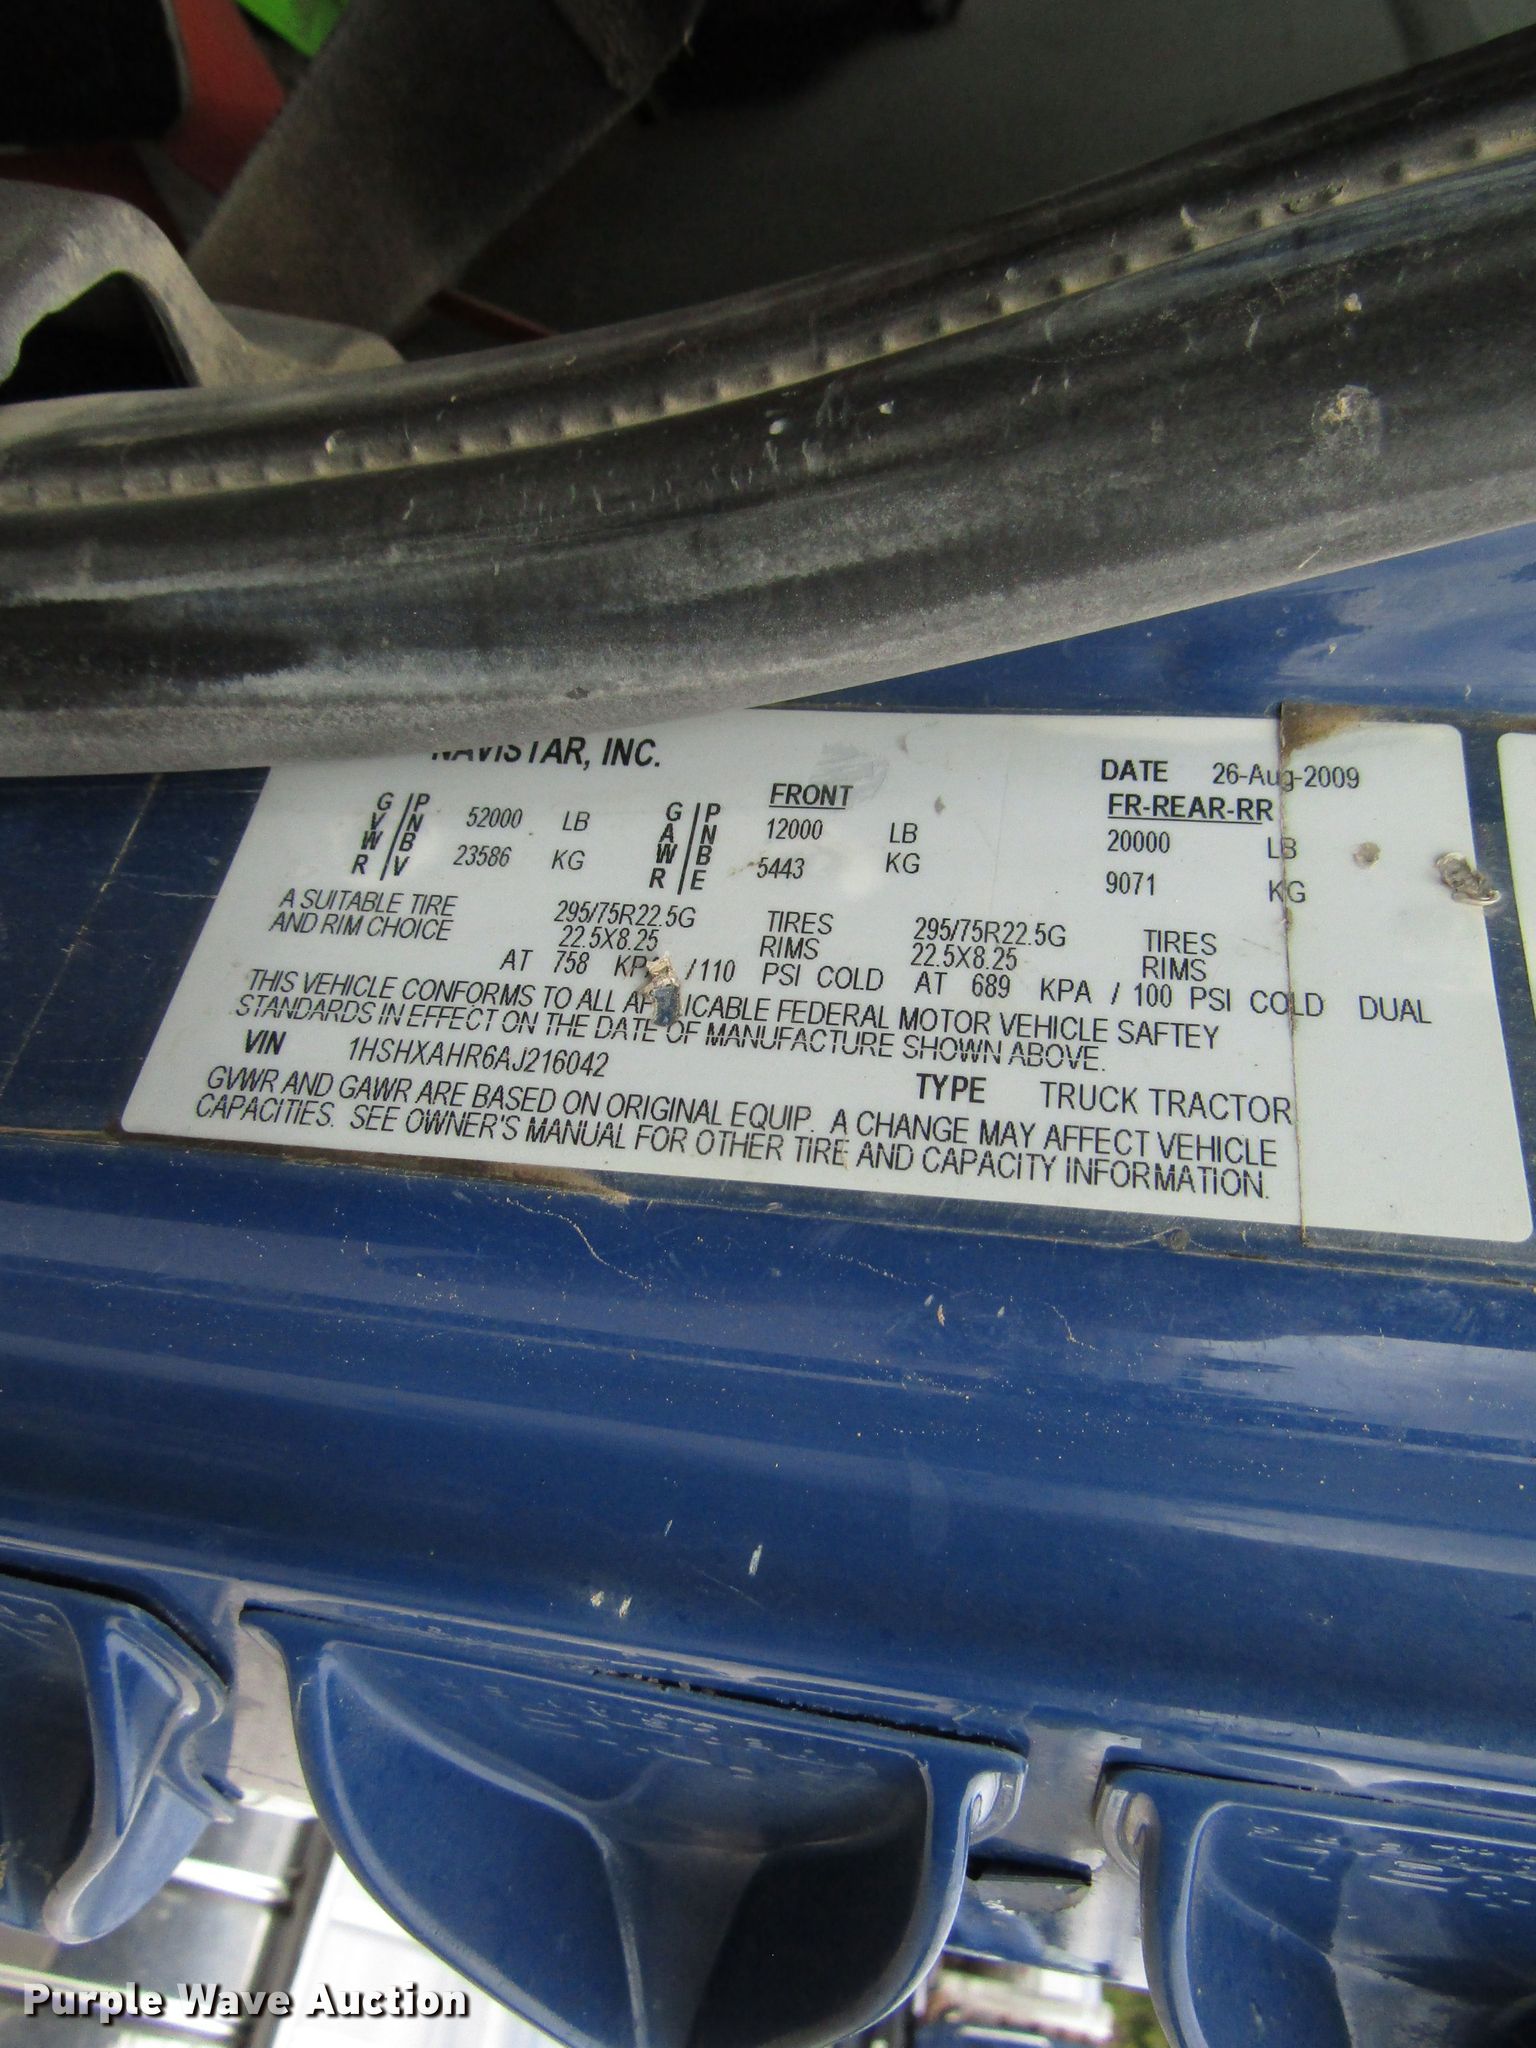 NAVISTAR, INC.
DATE 26-Aug-2009
FRONT FR-REAR-RR
G/P
V/N
W/B
R/V
52000 LB
23586 KG
G/P
A/N
W/B
R/E
12000 LB
5443 KG
20000 LB
9071 KG
A SUITABLE TIRE 295/75R22.5G TIRES 295/75R22.5G TIRES
AND RIM CHOICE 22.5X8.25 RIMS 22.5X8.25 RIMS
AT 758 KPA /110 PSI COLD AT 689 KPA / 100 PSI COLD DUAL
THIS VEHICLE CONFORMS TO ALL APPLICABLE FEDERAL MOTOR VEHICLE SAFTEY
STANDARDS IN EFFECT ON THE DATE OF MANUFACTURE SHOWN ABOVE.
VIN 1HSHXAHR6AJ216042 TYPE TRUCK TRACTOR
GVWR AND GAWR ARE BASED ON ORIGINAL EQUIP. A CHANGE MAY AFFECT VEHICLE
CAPACITIES. SEE OWNER'S MANUAL FOR OTHER TIRE AND CAPACITY INFORMATION.
Purple Wave Auction